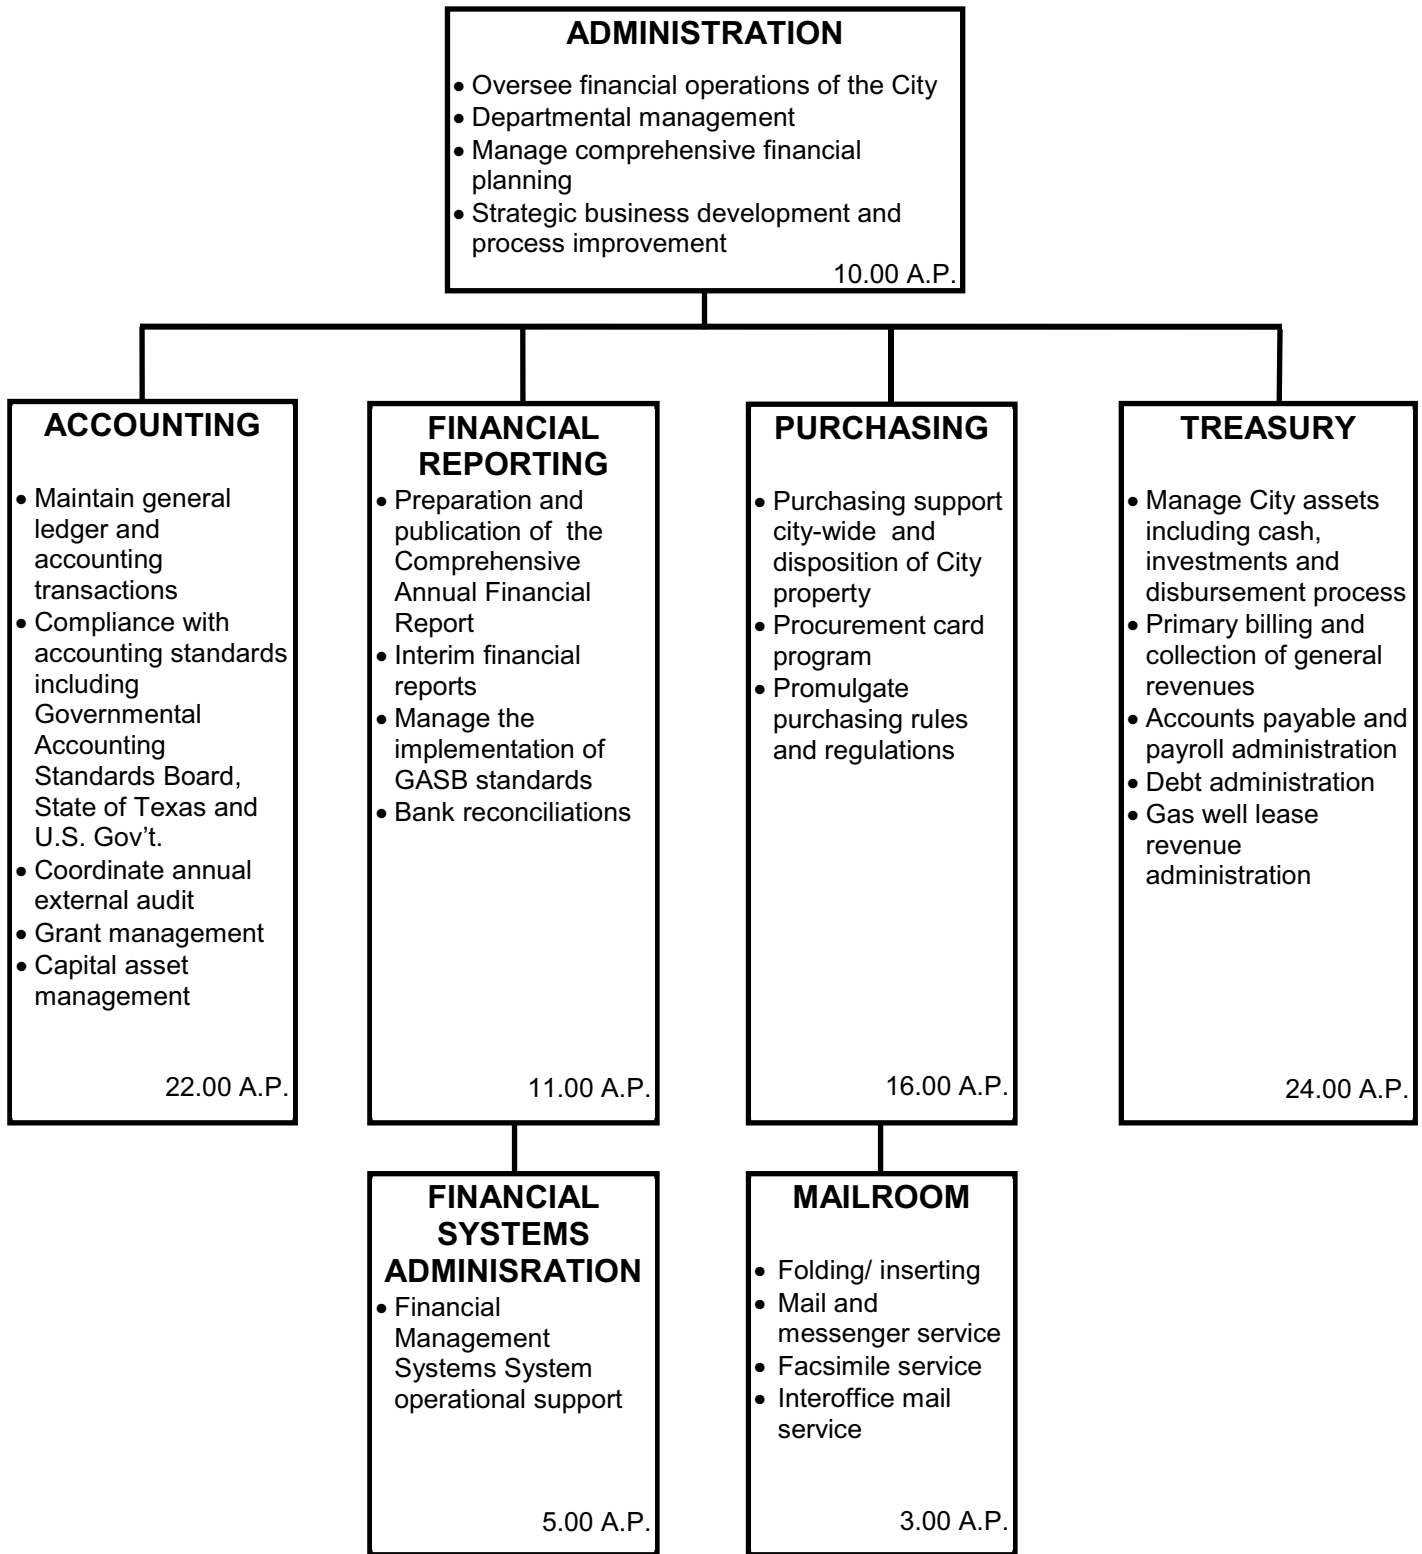 ADMINISTRATION
• Oversee financial operations of the City
• Departmental management
• Manage comprehensive financial
planning
• Strategic business development and
process improvement
10.00 A.P.
ACCOUNTING
• Maintain general
ledger and
accounting
transactions
• Compliance with
accounting standards
including
Governmental
Accounting
Standards Board,
State of Texas and
U.S. Gov’t.
• Coordinate annual
external audit
• Grant management
• Capital asset
management
22.00 A.P.
FINANCIAL
REPORTING
• Preparation and
publication of the
Comprehensive
Annual Financial
Report
• Interim financial
reports
• Manage the
implementation of
GASB standards
• Bank reconciliations
11.00 A.P.
PURCHASING
• Purchasing support
city-wide and
disposition of City
property
• Procurement card
program
• Promulgate
purchasing rules
and regulations
16.00 A.P.
TREASURY
• Manage City assets
including cash,
investments and
disbursement process
• Primary billing and
collection of general
revenues
• Accounts payable and
payroll administration
• Debt administration
• Gas well lease
revenue
administration
24.00 A.P.
FINANCIAL
SYSTEMS
ADMINISRATION
• Financial
Management
Systems System
operational support
5.00 A.P.
MAILROOM
• Folding/ inserting
• Mail and
messenger service
• Facsimile service
• Interoffice mail
service
3.00 A.P.